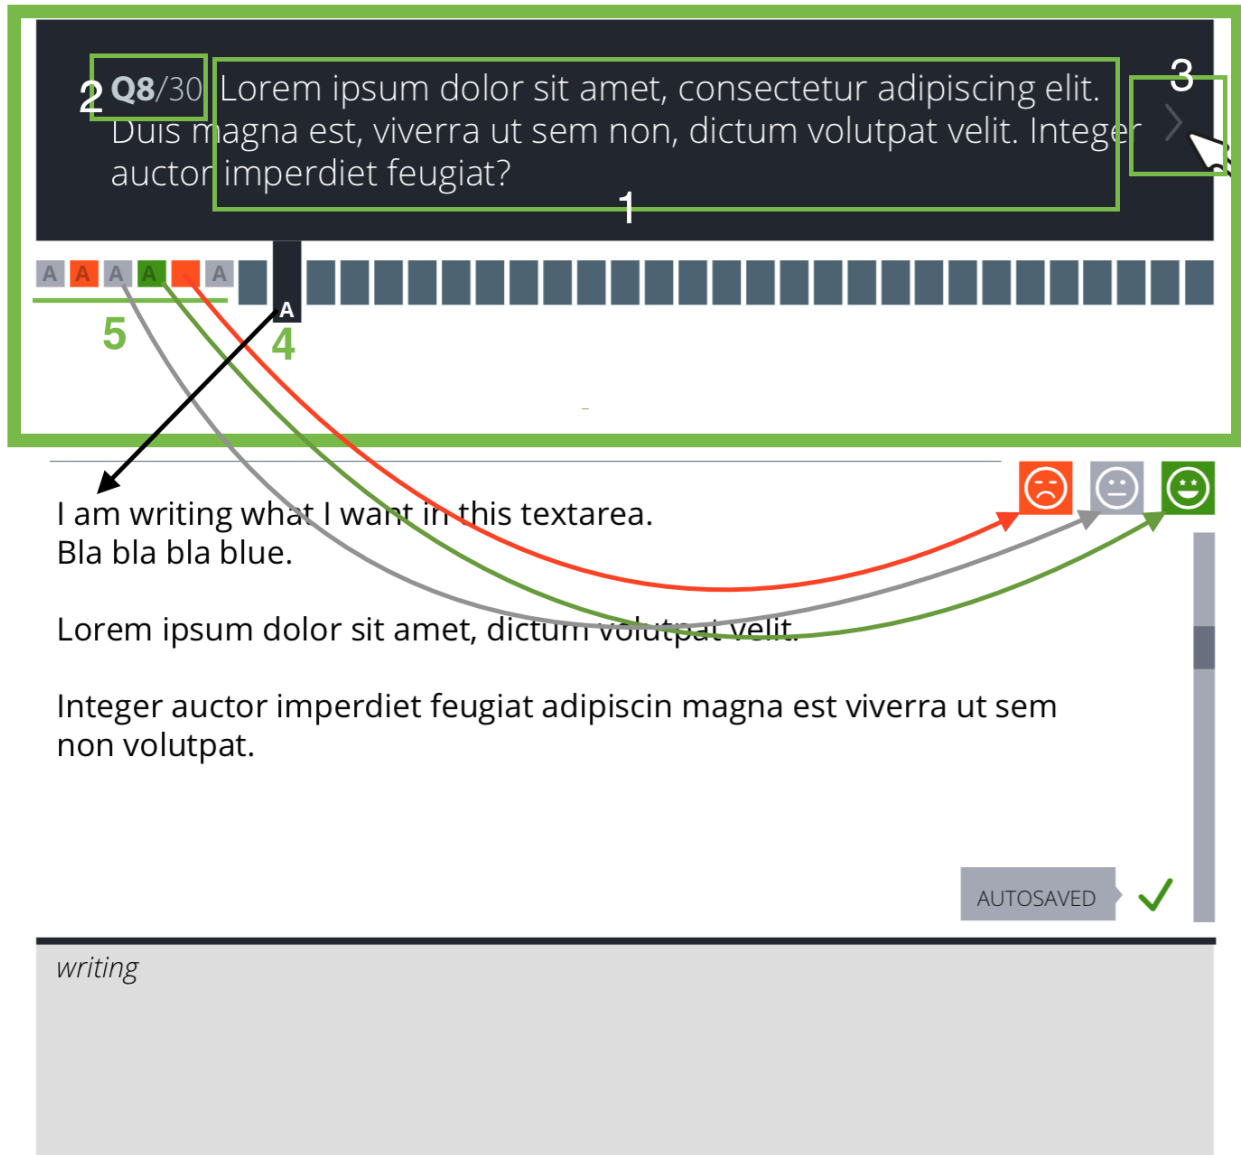 3
2 Q8/30 Lorem ipsum dolor sit amet, consectetur adipiscing elit.
Duis magna est, viverra ut sem non, dictum volutpat velit. Integer
auctor imperdiet feugiat?
1
A A A A A
A
5 4
I am writing what I want in this textarea.
Bla bla bla blue.
Lorem ipsum dolor sit amet, dictum volutpat velit.
Integer auctor imperdiet feugiat adipiscin magna est viverra ut sem
non volutpat.
AUTOSAVED
writing